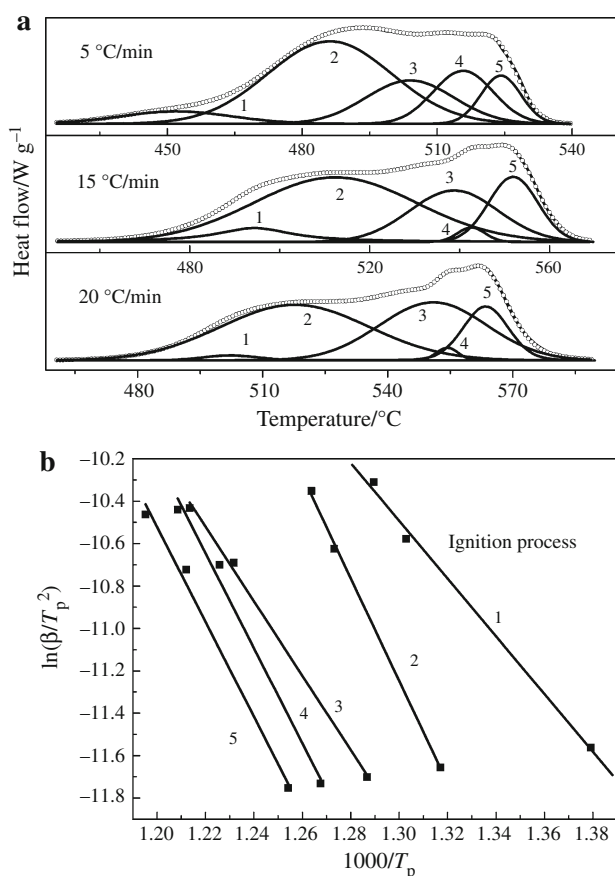 a
5 °C/min
1
2
3
4
5
450 480 510 540
15 °C/min
1
2
3
4
5
480 520 560
20 °C/min
1
2
3
4
5
480 510 540 570
Heat flow/W g⁻¹
Temperature/°C
b
−10.2
−10.4
−10.6
−10.8
−11.0
−11.2
−11.4
−11.6
−11.8
ln(β/Tₚ²)
Ignition process
1
2
3
4
5
1.20 1.22 1.24 1.26 1.28 1.30 1.32 1.34 1.36 1.38
1000/Tₚ